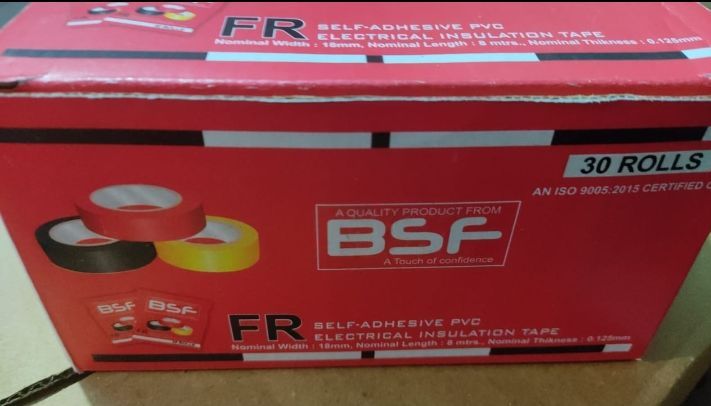 FR SELF-ADHESIVE PVC
ELECTRICAL INSULATION TAPE
Nominal Width : 18mm, Nominal Length : 8 mtrs., Nominal Thikness : 0.125mm
30 ROLLS
AN ISO 9005:2015 CERTIFIED
A QUALITY PRODUCT FROM
BSF
A Touch of confidence
BSF BSF
FR SELF-ADHESIVE PVC
ELECTRICAL INSULATION TAPE
Nominal Width : 18mm, Nominal Length : 8 mtrs., Nominal Thikness : 0.125mm